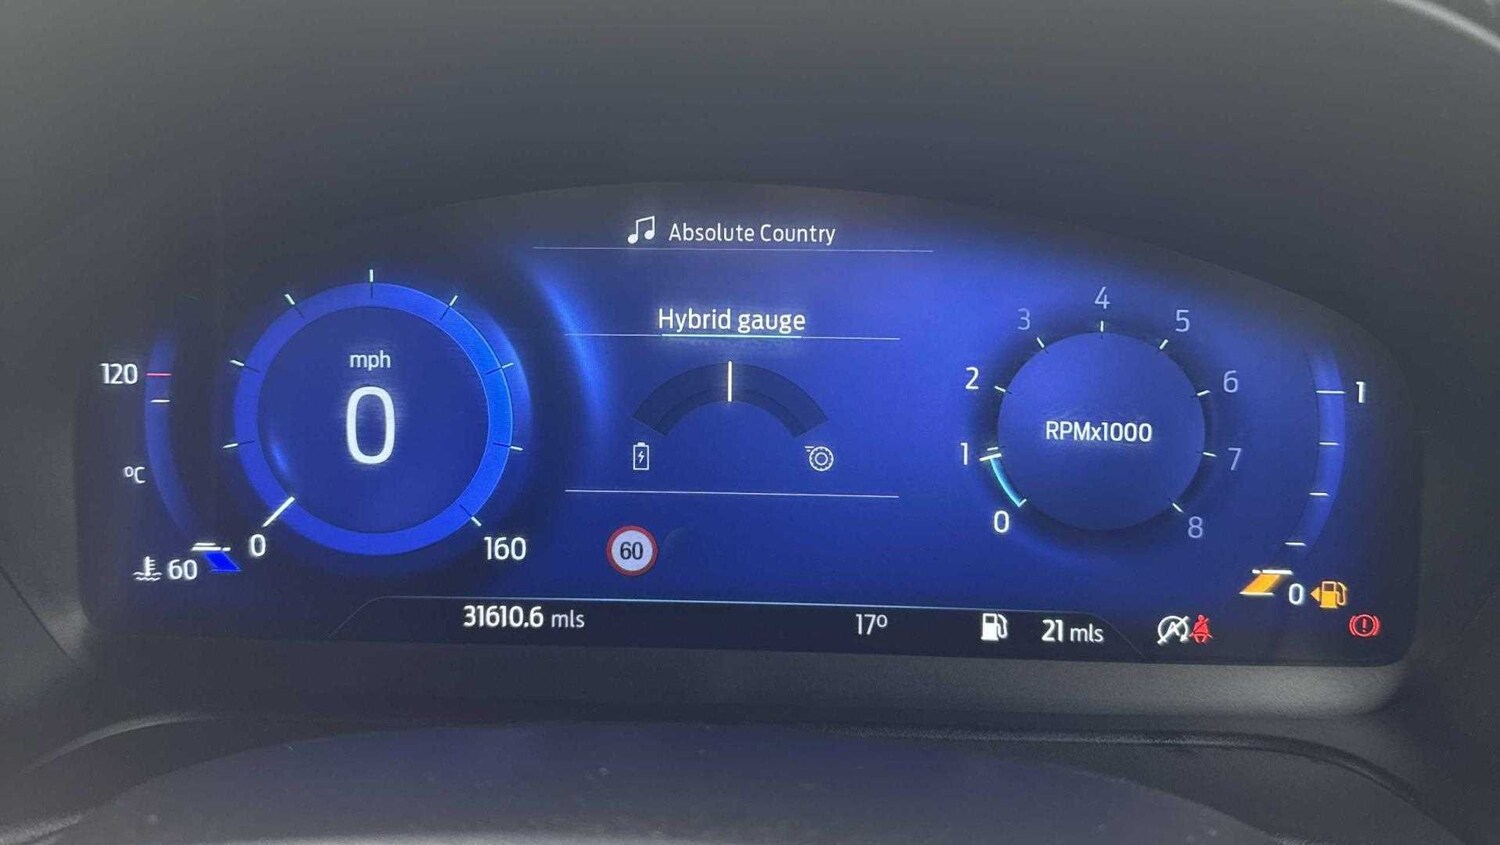 Absolute Country
Hybrid gauge
120
°C
60
mph
0
0
160
60
RPMx1000
0
1
2
3
4
5
6
7
8
1
0
31610.6 mls
17°
21 mls